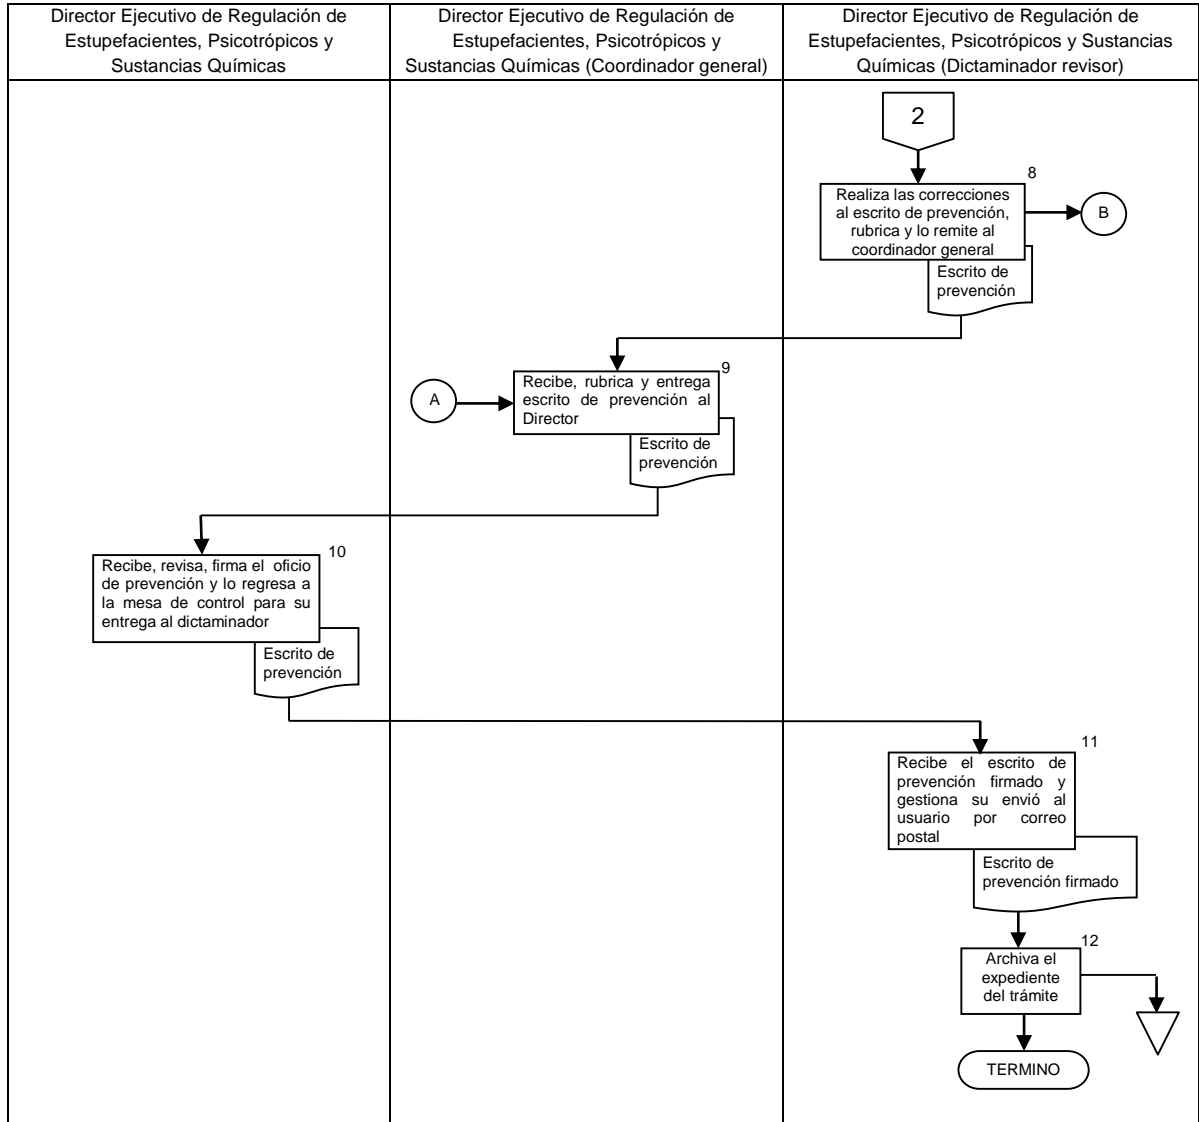 Director Ejecutivo de Regulación de
Estupefacientes, Psicotrópicos y
Sustancias Químicas
Director Ejecutivo de Regulación de
Estupefacientes, Psicotrópicos y
Sustancias Químicas (Coordinador general)
Director Ejecutivo de Regulación de
Estupefacientes, Psicotrópicos y Sustancias
Químicas (Dictaminador revisor)
2
8
Realiza las correcciones
al escrito de prevención,
rubrica y lo remite al
coordinador general
B
Escrito de
prevención
9
A
Recibe, rubrica y entrega
escrito de prevención al
Director
Escrito de
prevención
10
Recibe, revisa, firma el oficio
de prevención y lo regresa a
la mesa de control para su
entrega al dictaminador
Escrito de
prevención
11
Recibe el escrito de
prevención firmado y
gestiona su envió al
usuario por correo
postal
Escrito de
prevención firmado
12
Archiva el
expediente
del trámite
TERMINO